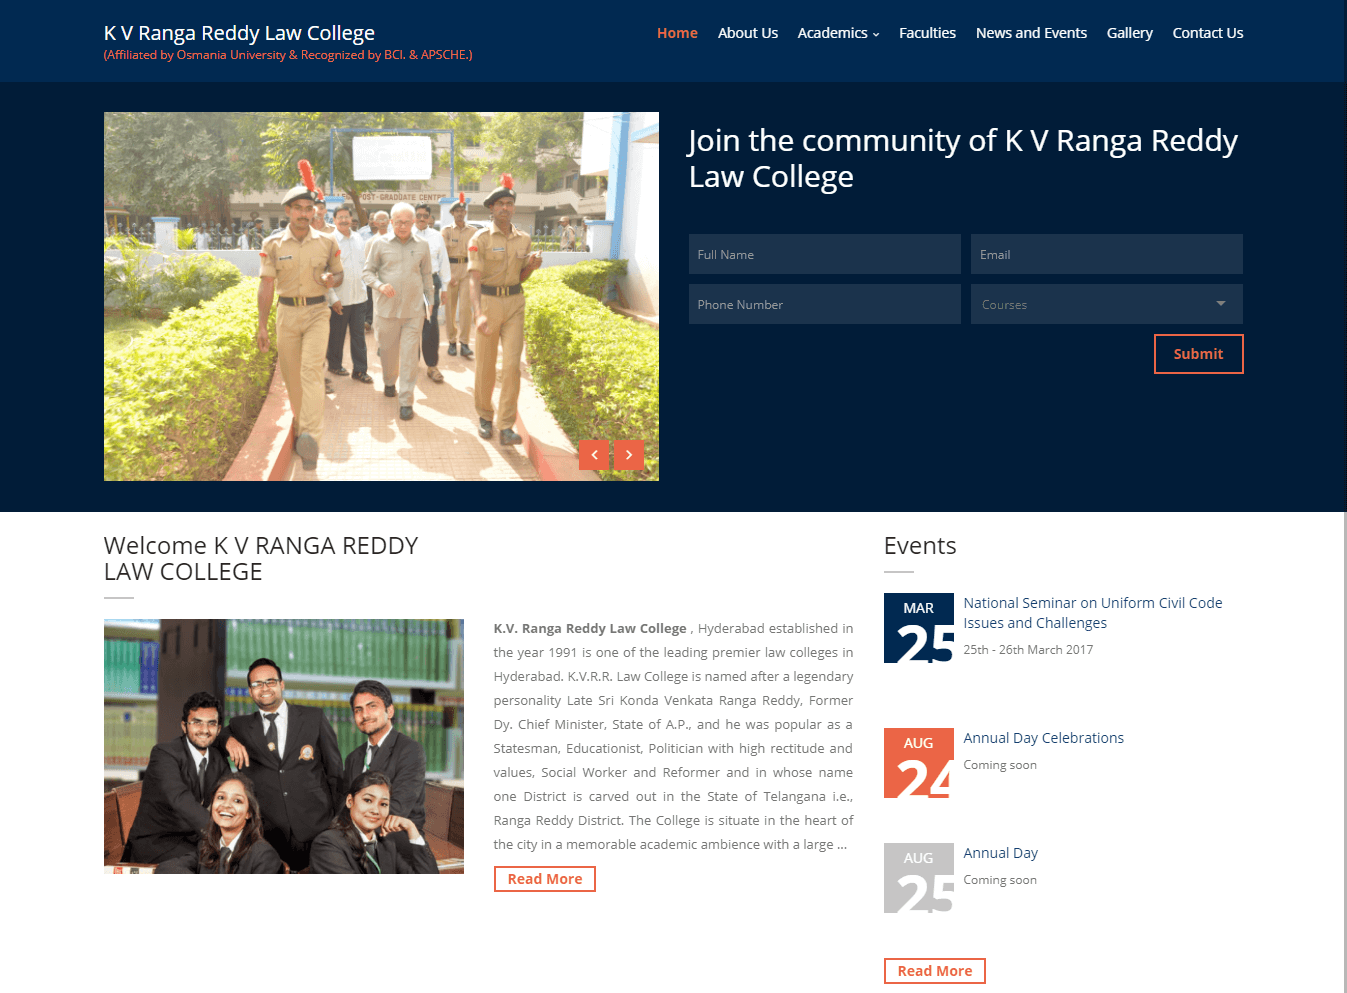 K V Ranga Reddy Law College
(Affiliated by Osmania University & Recognized by BCI. & APSCHE.)
Home About Us Academics Faculties News and Events Gallery Contact Us
POST-GRADUATE CENTRE
Join the community of K V Ranga Reddy
Law College
Full Name Email
Phone Number Courses
Submit
Welcome K V RANGA REDDY
LAW COLLEGE
K.V. Ranga Reddy Law College , Hyderabad established in
the year 1991 is one of the leading premier law colleges in
Hyderabad. K.V.R.R. Law College is named after a legendary
personality Late Sri Konda Venkata Ranga Reddy, Former
Dy. Chief Minister, State of A.P., and he was popular as a
Statesman, Educationist, Politician with high rectitude and
values, Social Worker and Reformer and in whose name
one District is carved out in the State of Telangana i.e.,
Ranga Reddy District. The College is situate in the heart of
the city in a memorable academic ambience with a large ...
Read More
Events
MAR
25
National Seminar on Uniform Civil Code
Issues and Challenges
25th - 26th March 2017
AUG
24
Annual Day Celebrations
Coming soon
AUG
25
Annual Day
Coming soon
Read More